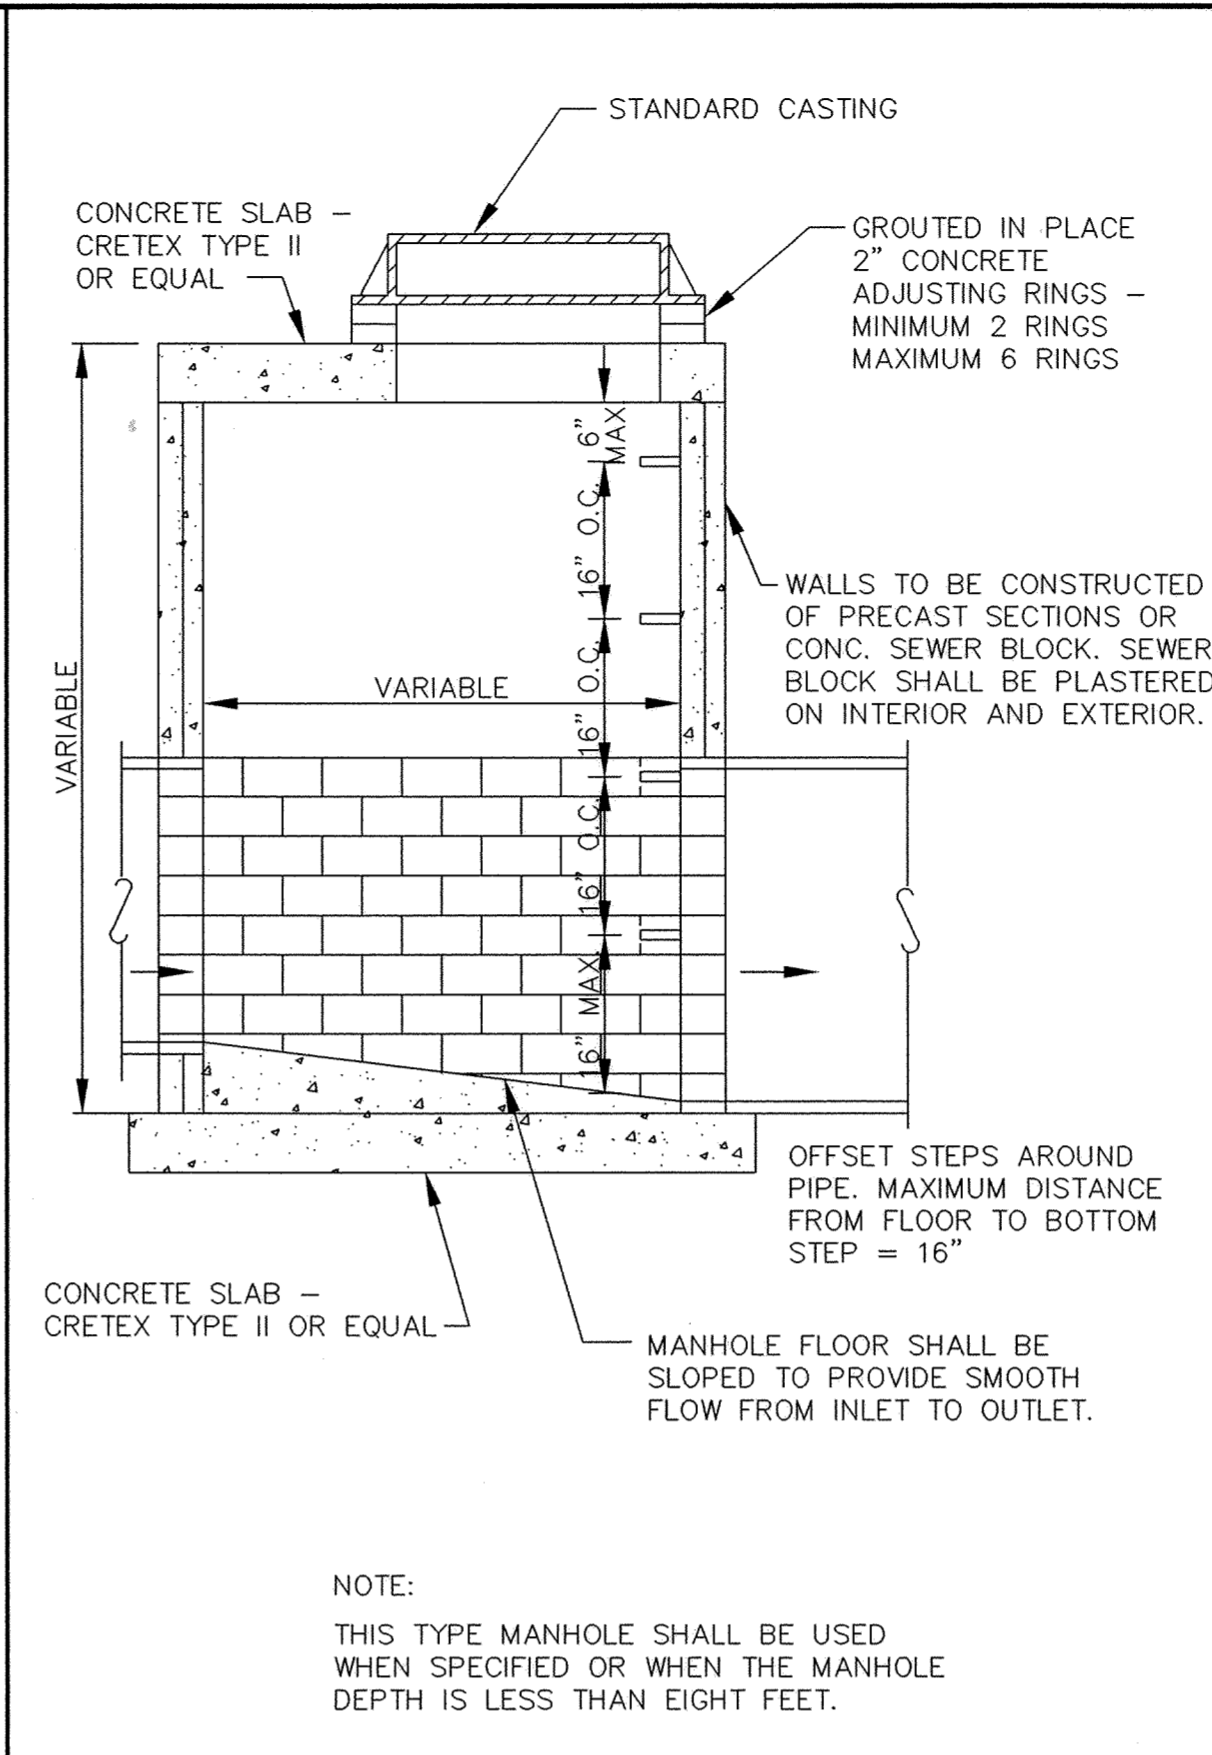 STANDARD CASTING
CONCRETE SLAB –
CRETEX TYPE II
OR EQUAL
GROUTED IN PLACE
2" CONCRETE
ADJUSTING RINGS –
MINIMUM 2 RINGS
MAXIMUM 6 RINGS
6"
MAX
16" O.C.
16" O.C.
16" O.C.
16" MAX.
VARIABLE
VARIABLE
WALLS TO BE CONSTRUCTED
OF PRECAST SECTIONS OR
CONC. SEWER BLOCK. SEWER
BLOCK SHALL BE PLASTERED
ON INTERIOR AND EXTERIOR.
OFFSET STEPS AROUND
PIPE. MAXIMUM DISTANCE
FROM FLOOR TO BOTTOM
STEP = 16"
CONCRETE SLAB –
CRETEX TYPE II OR EQUAL
MANHOLE FLOOR SHALL BE
SLOPED TO PROVIDE SMOOTH
FLOW FROM INLET TO OUTLET.
NOTE:
THIS TYPE MANHOLE SHALL BE USED
WHEN SPECIFIED OR WHEN THE MANHOLE
DEPTH IS LESS THAN EIGHT FEET.